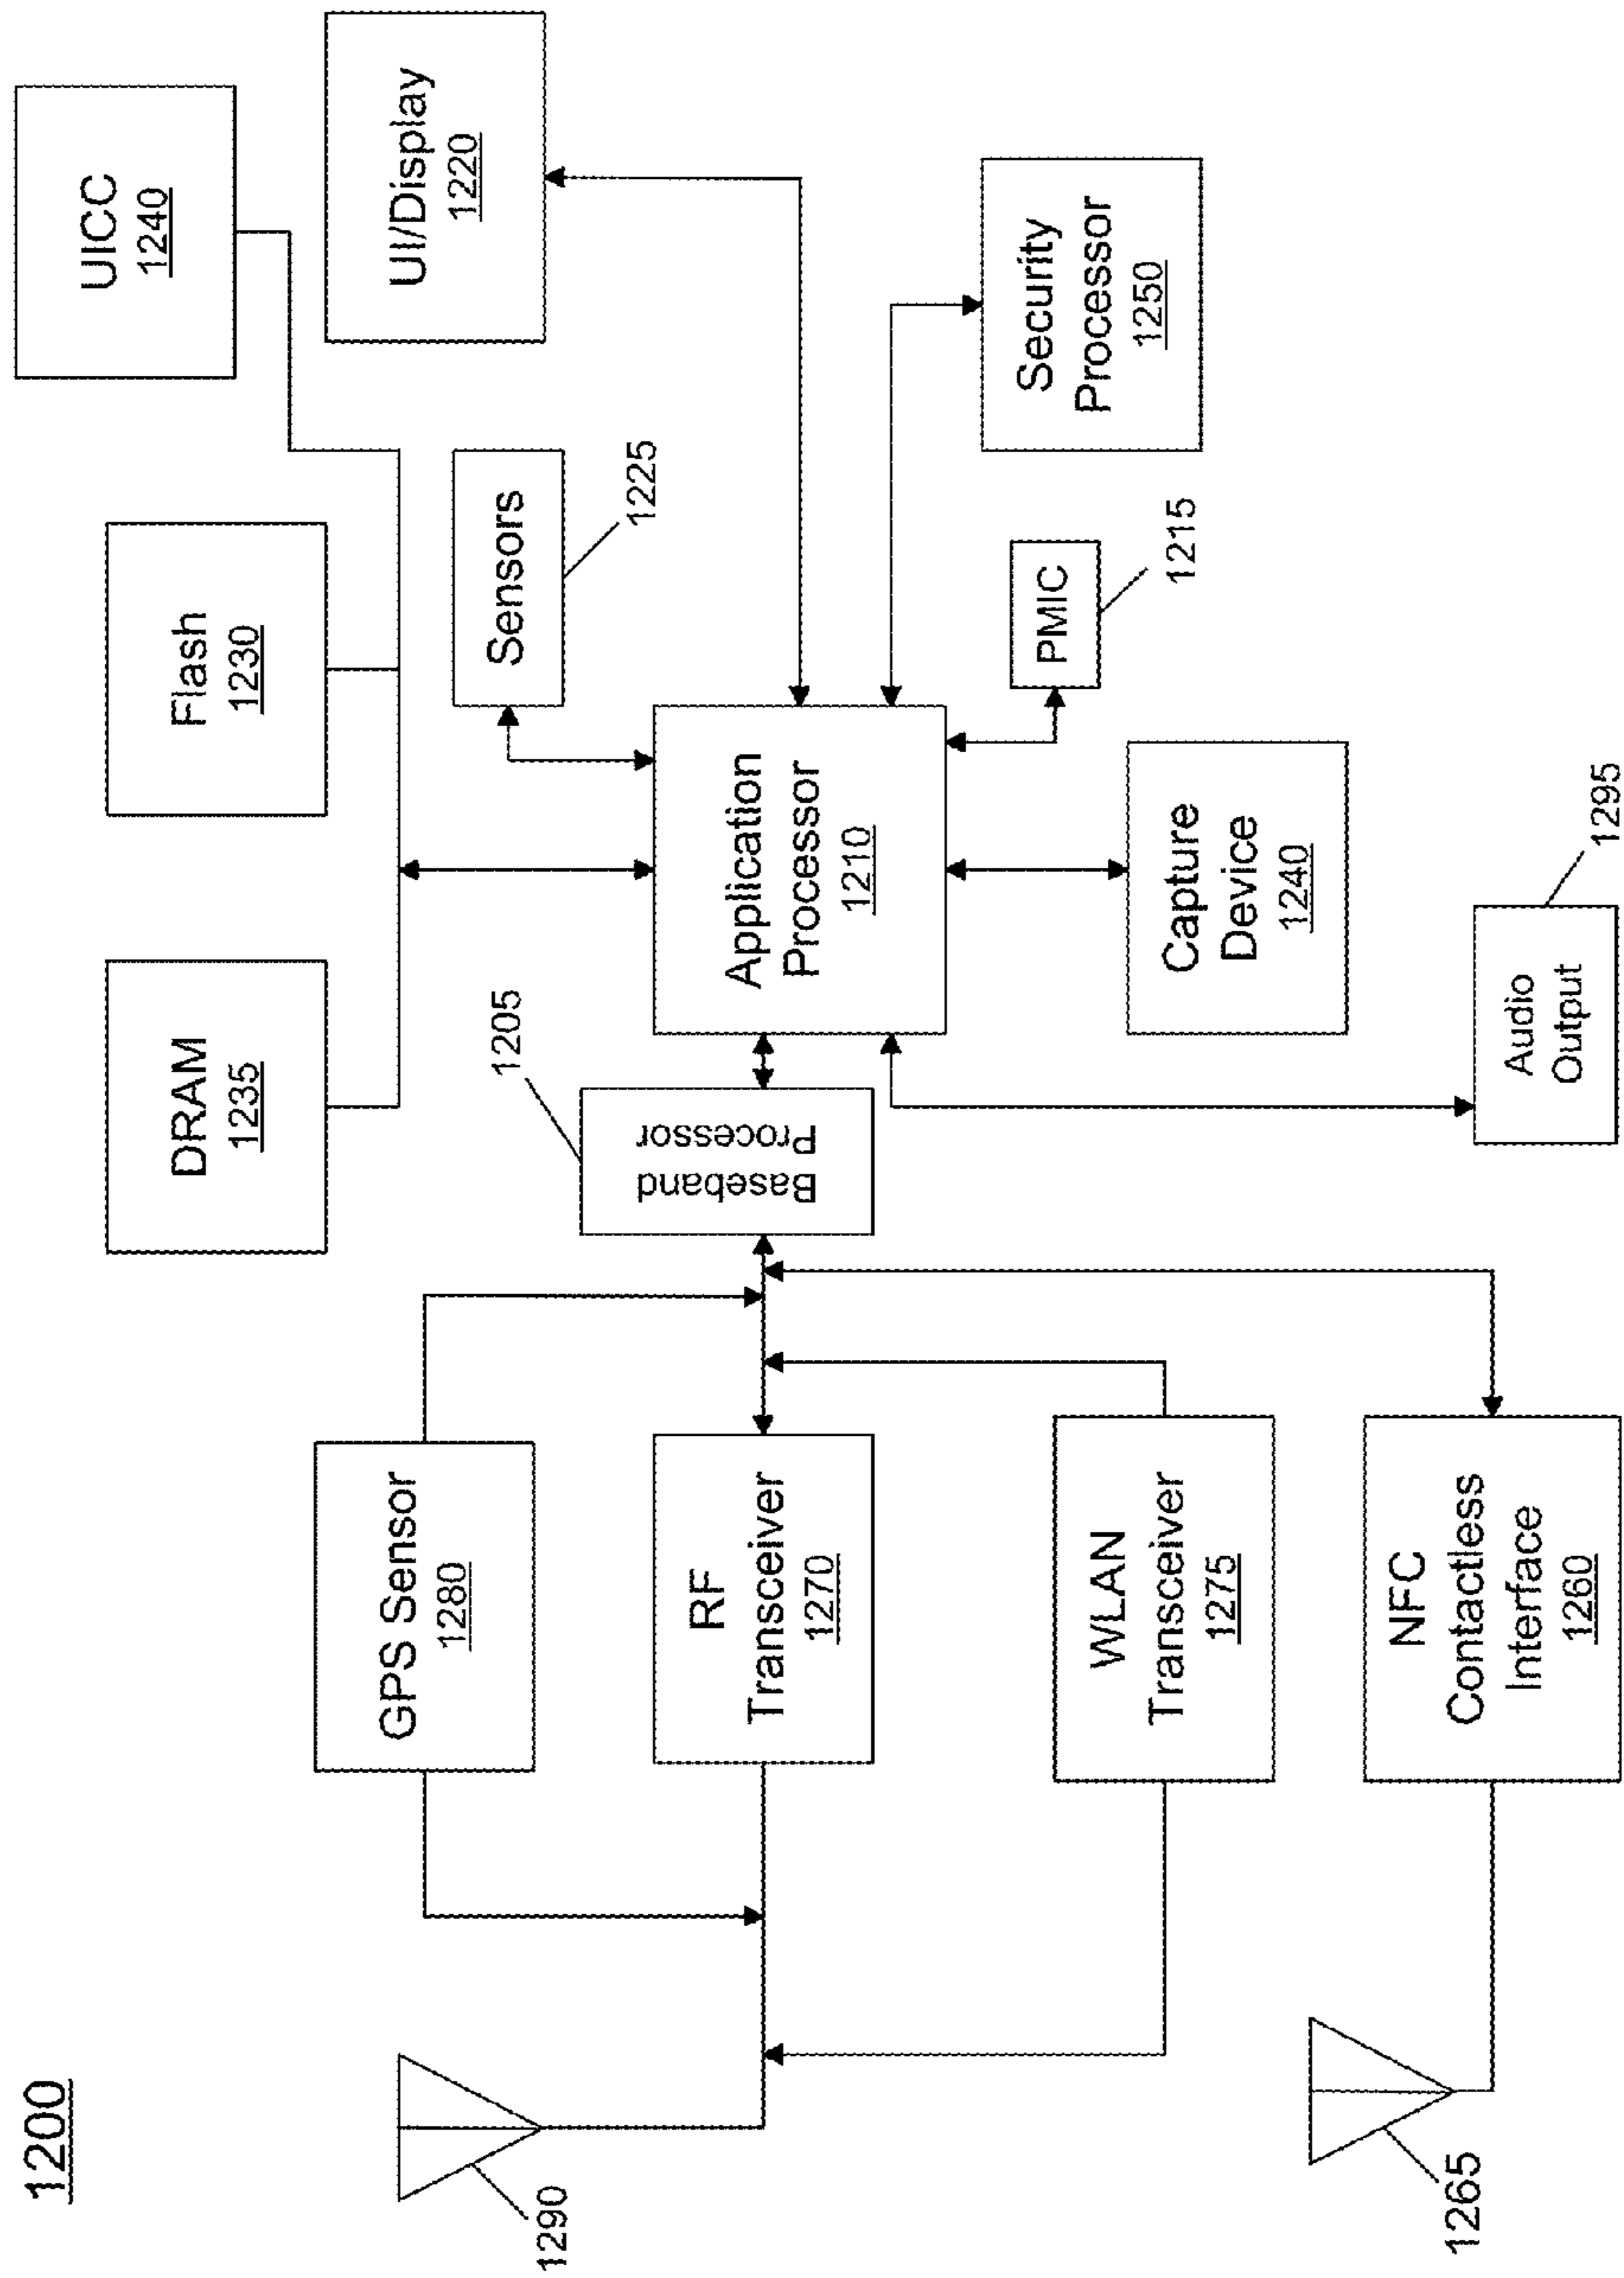 1200
UICC
1240
Flash
1230
DRAM
1235
UI/Display
1220
Sensors
1225
GPS Sensor
1280
1290
1205
Baseband
Processor
Application
Processor
1210
RF
Transceiver
1270
Security
Processor
1250
PMIC
1215
WLAN
Transceiver
1275
Capture
Device
1240
NFC
Contactless
Interface
1260
1265
Audio
Output
1295